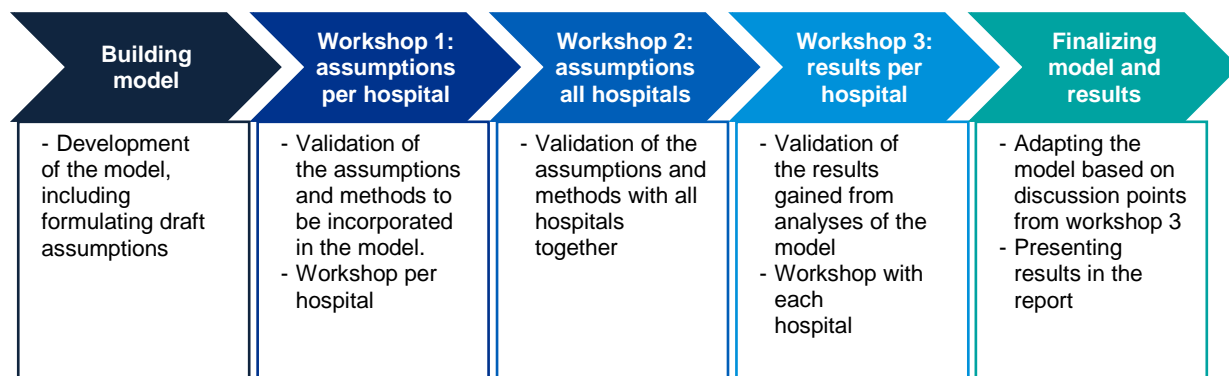 Building
model
- Development
of the model,
including
formulating draft
assumptions
Workshop 1:
assumptions
per hospital
- Validation of
the assumptions
and methods to
be incorporated
in the model.
- Workshop per
hospital
Workshop 2:
assumptions
all hospitals
- Validation of the
assumptions and
methods with all
hospitals
together
Workshop 3:
results per
hospital
- Validation of
the results
gained from
analyses of the
model
- Workshop with
each
hospital
Finalizing
model and
results
- Adapting the
model based on
discussion points
from workshop 3
- Presenting
results in the
report